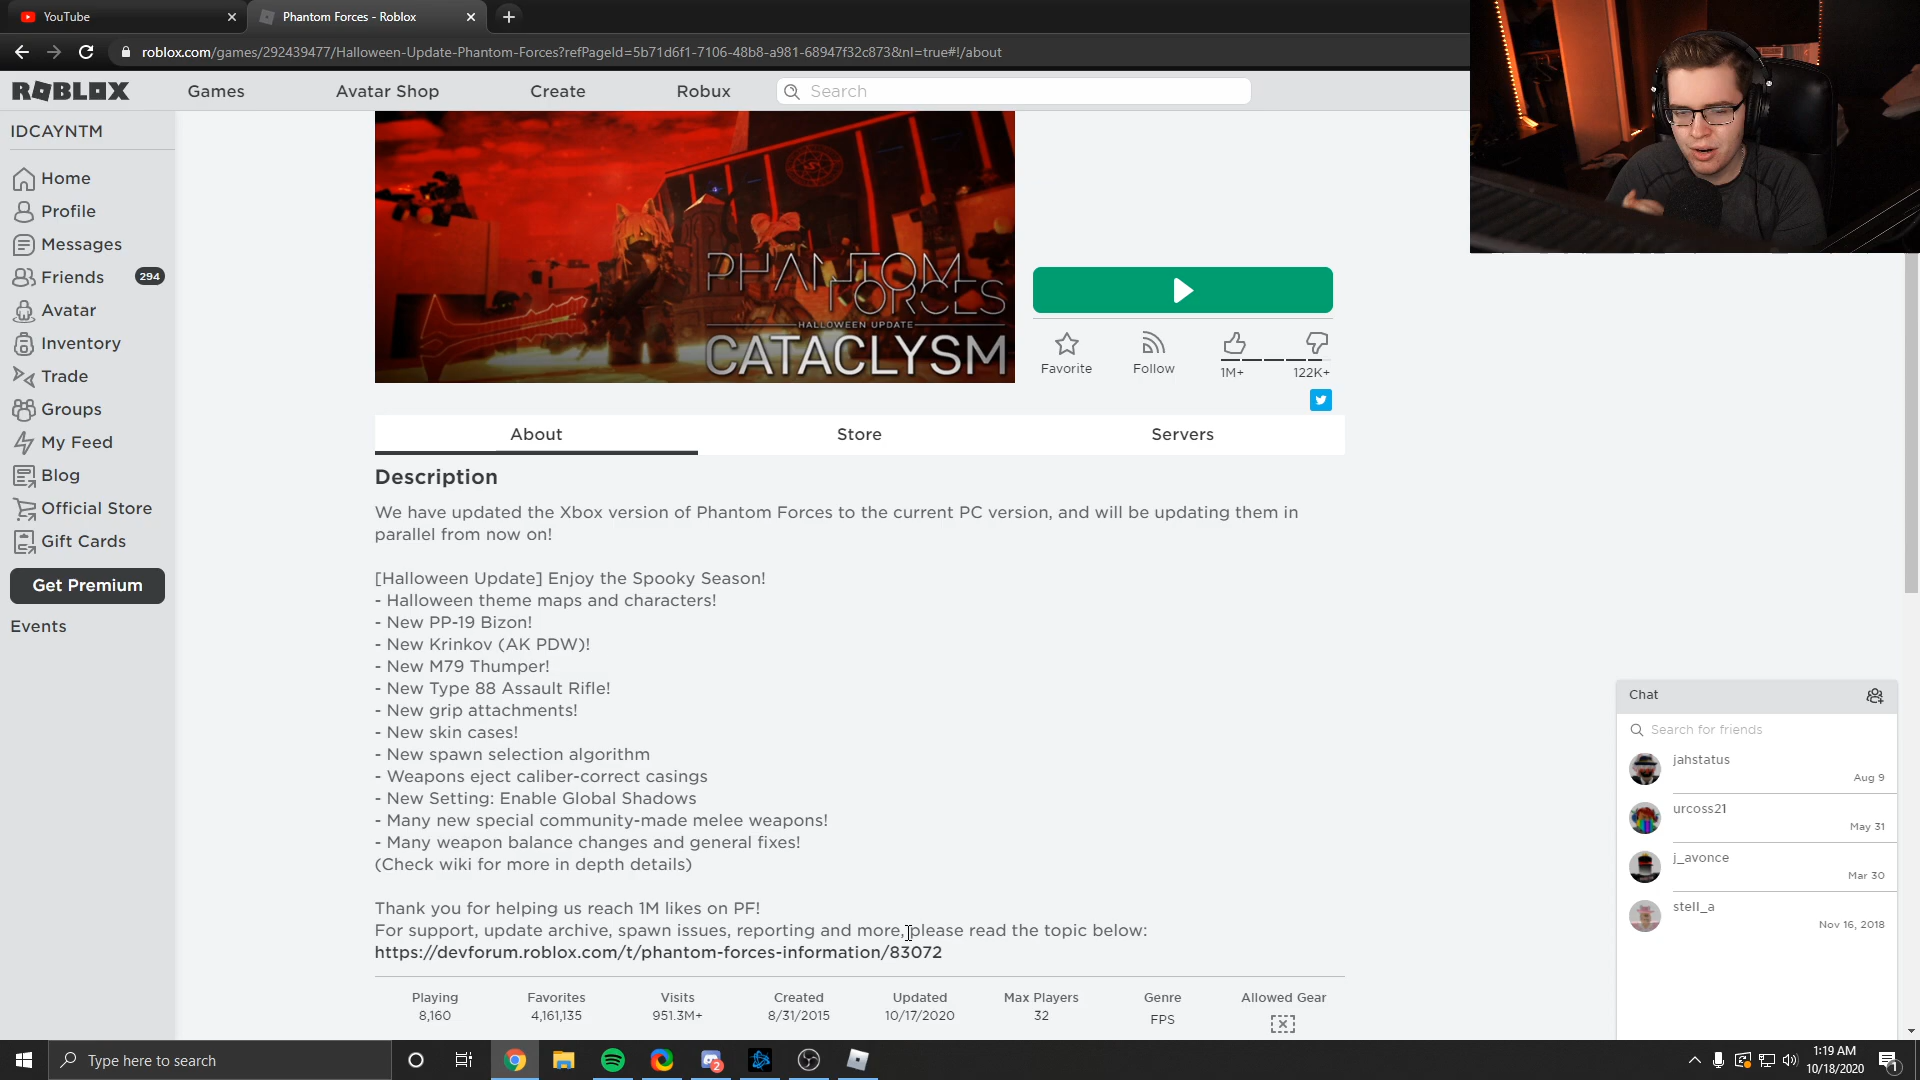 YouTube
Phantom Forces - Roblox
roblox.com/games/292439477/Halloween-Update-Phantom-Forces?refPageId=5b71d6f1-7106-48b8-a981-68947f32c873&nl=true#!/about
ROBLOX
Games
Avatar Shop
Create
Robux
Search
IDCAYNTM
Home
Profile
Messages
Friends 294
Avatar
Inventory
Trade
Groups
My Feed
Blog
Official Store
Gift Cards
Get Premium
Events
PHANTOM
FORCES
HALLOWEEN UPDATE
CATACLYSM
Favorite
Follow
1M+
122K+
About
Store
Servers
Description
We have updated the Xbox version of Phantom Forces to the current PC version, and will be updating them in
parallel from now on!
[Halloween Update] Enjoy the Spooky Season!
- Halloween theme maps and characters!
- New PP-19 Bizon!
- New Krinkov (AK PDW)!
- New M79 Thumper!
- New Type 88 Assault Rifle!
- New grip attachments!
- New skin cases!
- New spawn selection algorithm
- Weapons eject caliber-correct casings
- New Setting: Enable Global Shadows
- Many new special community-made melee weapons!
- Many weapon balance changes and general fixes!
(Check wiki for more in depth details)
Thank you for helping us reach 1M likes on PF!
For support, update archive, spawn issues, reporting and more, please read the topic below:
https://devforum.roblox.com/t/phantom-forces-information/83072
Playing
8,160
Favorites
4,161,135
Visits
951.3M+
Created
8/31/2015
Updated
10/17/2020
Max Players
32
Genre
FPS
Allowed Gear
Chat
Search for friends
jahstatus
Aug 9
urcoss21
May 31
j_avonce
Mar 30
stell_a
Nov 16, 2018
Type here to search
2
1:19 AM
10/18/2020
1